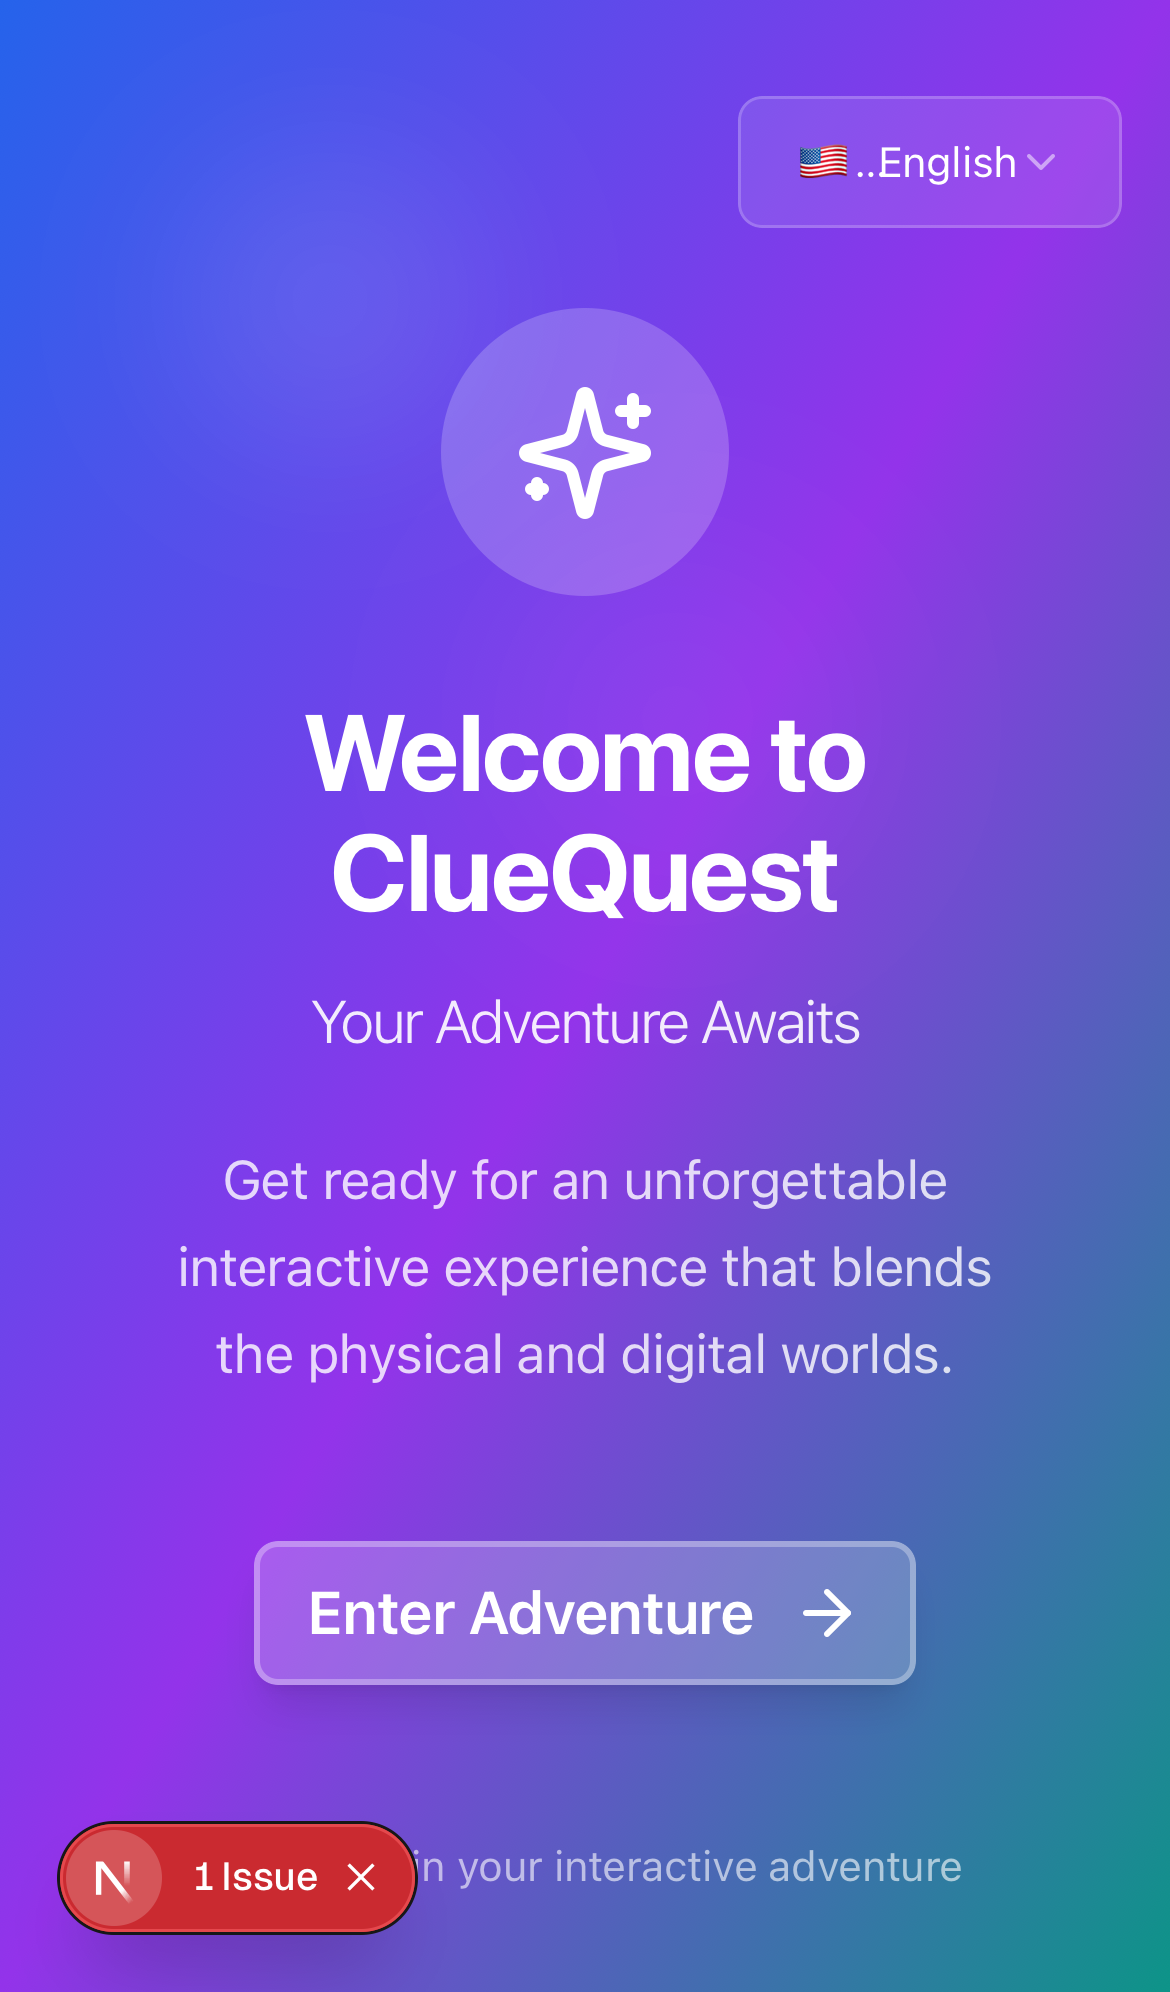 🇺🇸 ..English
Welcome to
ClueQuest
Your Adventure Awaits
Get ready for an unforgettable
interactive experience that blends
the physical and digital worlds.
Enter Adventure
in your interactive adventure
N 1 Issue